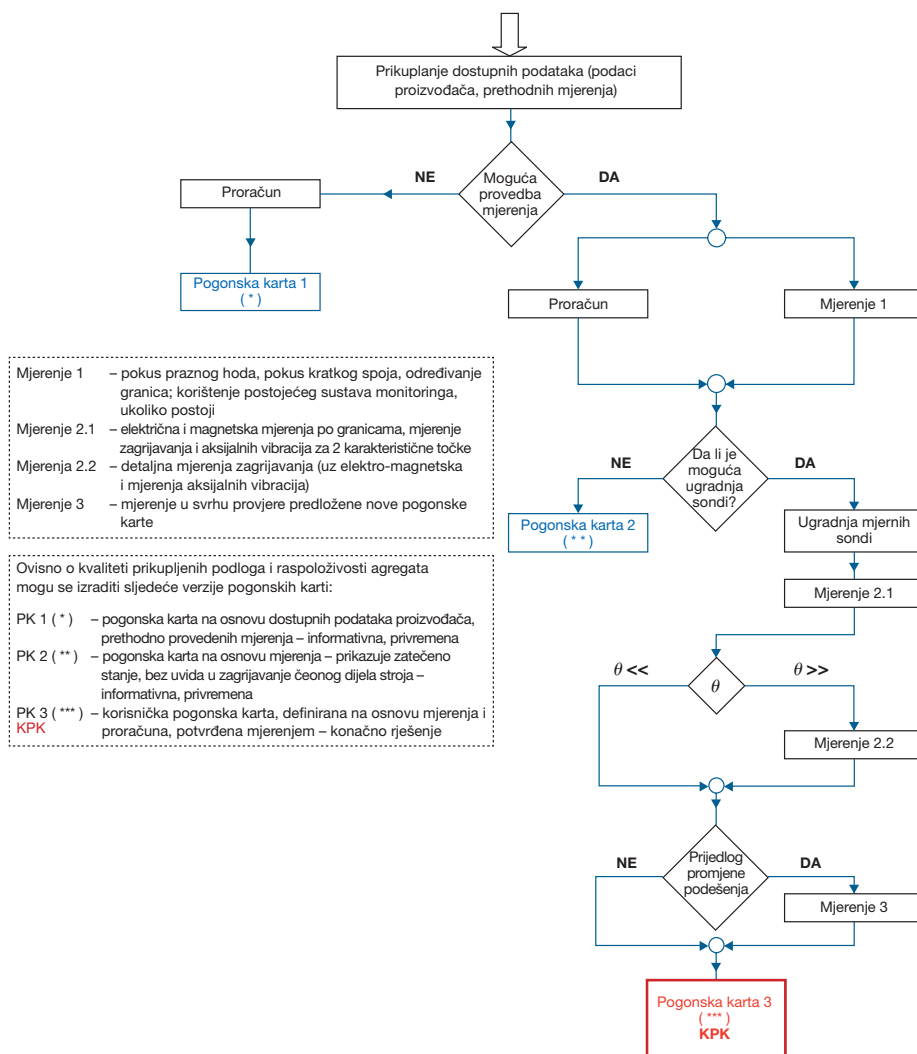 Prikuplanje dostupnih podataka (podaci
proizvođača, prethodnih mjerenja)
NE
Moguća
provedba
mjerenja
DA
Proračun
Pogonska karta 1
( * )
Proračun
Mjerenje 1
Mjerenje 1 – pokus praznog hoda, pokus kratkog spoja, određivanje
granica; korištenje postojećeg sustava monitoringa,
ukoliko postoji
Mjerenje 2.1 – električna i magnetska mjerenja po granicama, mjerenje
zagrijavanja i aksijalnih vibracija za 2 karakteristične točke
Mjerenja 2.2 – detaljna mjerenja zagrijavanja (uz elektro-magnetska
i mjerenja aksijalnih vibracija)
Mjerenje 3 – mjerenje u svrhu provjere predložene nove pogonske
karte
NE
Da li je
moguća
ugradnja
sondi?
DA
Pogonska karta 2
( * * )
Ugradnja mjernih
sondi
Mjerenje 2.1
Ovisno o kvaliteti prikupljenih podloga i raspoloživosti agregata
mogu se izraditi sljedeće verzije pogonskih karti:
PK 1 ( * ) – pogonska karta na osnovu dostupnih podataka proizvođača,
prethodno provedenih mjerenja – informativna, privremena
PK 2 ( ** ) – pogonska karta na osnovu mjerenja – prikazuje zatečeno
stanje, bez uvida u zagrijavanje čeonog dijela stroja –
informativna, privremena
PK 3 ( *** ) – korisnička pogonska karta, definirana na osnovu mjerenja i
KPK proračuna, potvrđena mjerenjem – konačno rješenje
θ <<
θ
θ >>
Mjerenje 2.2
NE
Prijedlog
promjene
podešenja
DA
Mjerenje 3
Pogonska karta 3
( *** )
KPK